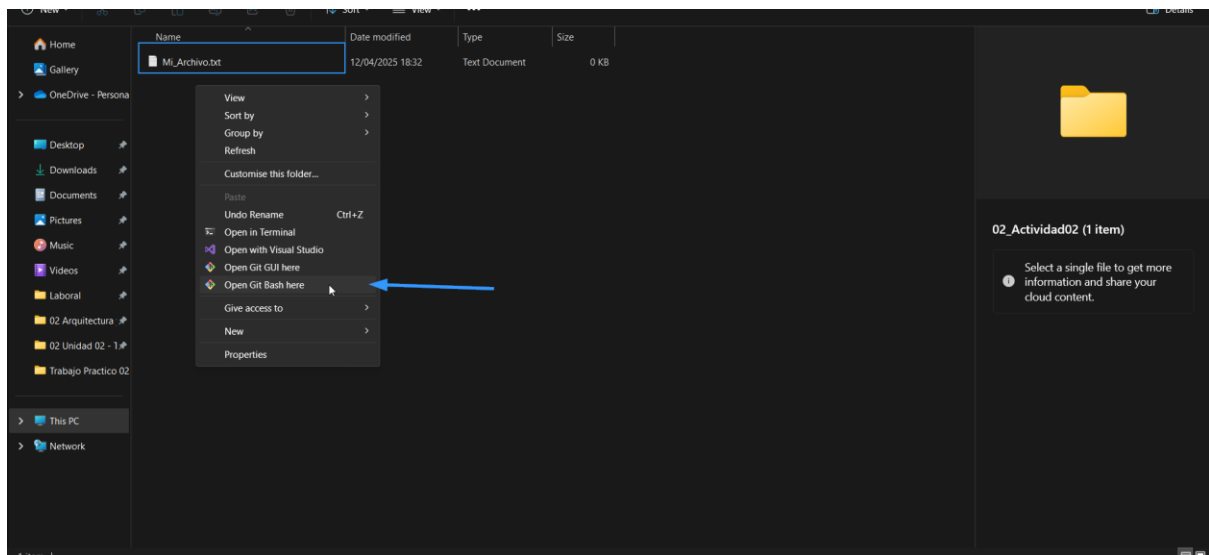 New
Sort
View
Details
Home
Gallery
OneDrive - Persona
Desktop
Downloads
Documents
Pictures
Music
Videos
Laboral
02 Arquitectura
02 Unidad 02 - 1
Trabajo Practico 02
This PC
Network
Name Date modified Type Size
Mi_Archivo.txt 12/04/2025 18:32 Text Document 0 KB
View
Sort by
Group by
Refresh
Customise this folder...
Paste
Undo Rename Ctrl+Z
Open in Terminal
Open with Visual Studio
Open Git GUI here
Open Git Bash here
Give access to
New
Properties
02_Actividad02 (1 item)
Select a single file to get more
information and share your
cloud content.